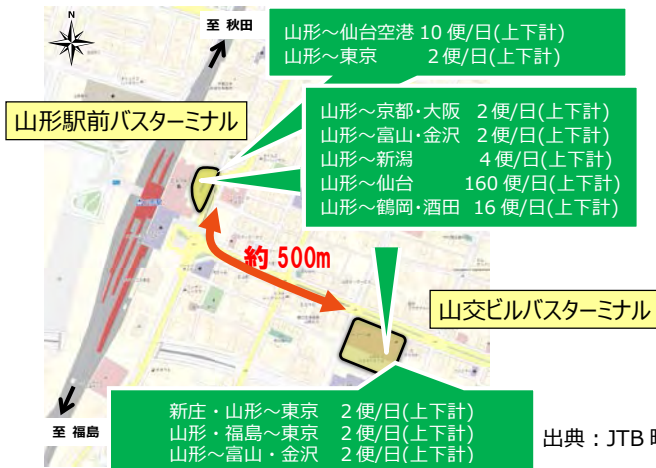 至 秋田
山形～仙台空港 10 便/日(上下計)
山形～東京 2便/日(上下計)
山形駅前バスターミナル
山形～京都・大阪 2便/日(上下計)
山形～富山・金沢 2便/日(上下計)
山形～新潟 4便/日(上下計)
山形～仙台 160 便/日(上下計)
山形～鶴岡・酒田 16 便/日(上下計)
約 500m
山交ビルバスターミナル
新庄・山形～東京 2便/日(上下計)
山形・福島～東京 2便/日(上下計)
山形～富山・金沢 2便/日(上下計)
至 福島
出典：JTB